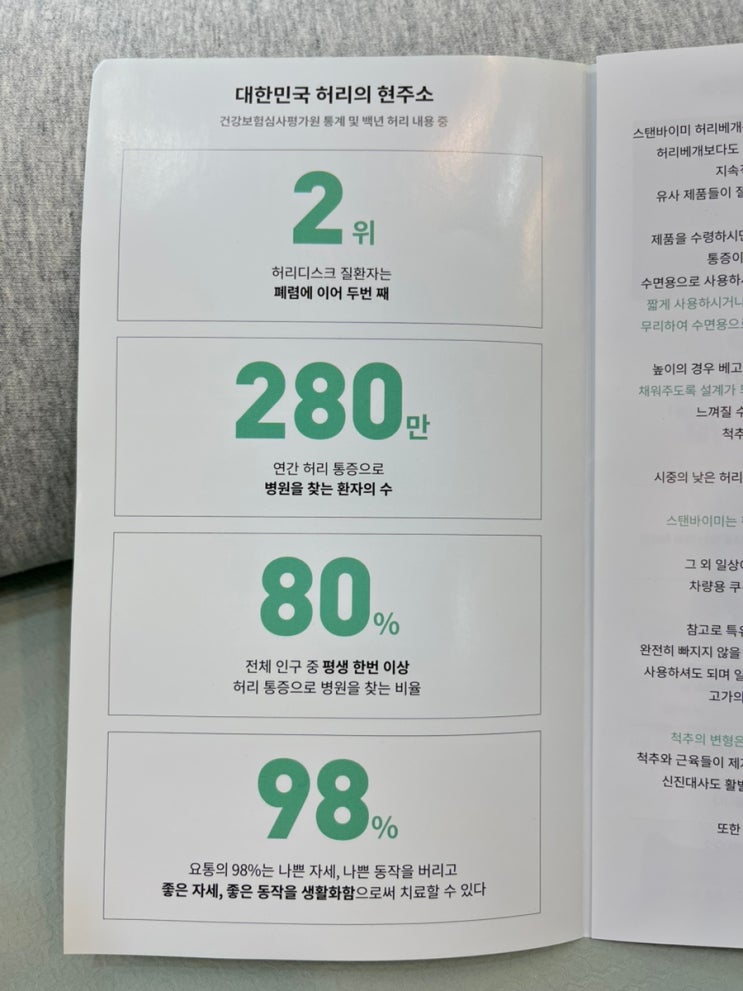 대한민국 허리의 현주소
건강보험심사평가원 통계 및 백년 허리 내용 중
2위
허리디스크 질환자는
폐렴에 이어 두번 째
280만
연간 허리 통증으로
병원을 찾는 환자의 수
80%
전체 인구 중 평생 한번 이상
허리 통증으로 병원을 찾는 비율
98%
요통의 98%는 나쁜 자세, 나쁜 동작을 버리고
좋은 자세, 좋은 동작을 생활화함으로써 치료할 수 있다
스탠바이미 허리베개
허리베개보다도
지속
유사 제품들이
제품을 수령하시면
통증이
수면용으로 사용하
짧게 사용하시거나
무리하여 수면용으
높이의 경우 베고
채워주도록 설계가
느껴질 수
척추
시중의 낮은 허리
스탠바이미는
그 외 일상
차량용 쿠
참고로 특유
완전히 빠지지 않을
사용하셔도 되며 일
고가의
척추의 변형은
척추와 근육들이 제
신진대사도 활발
또한